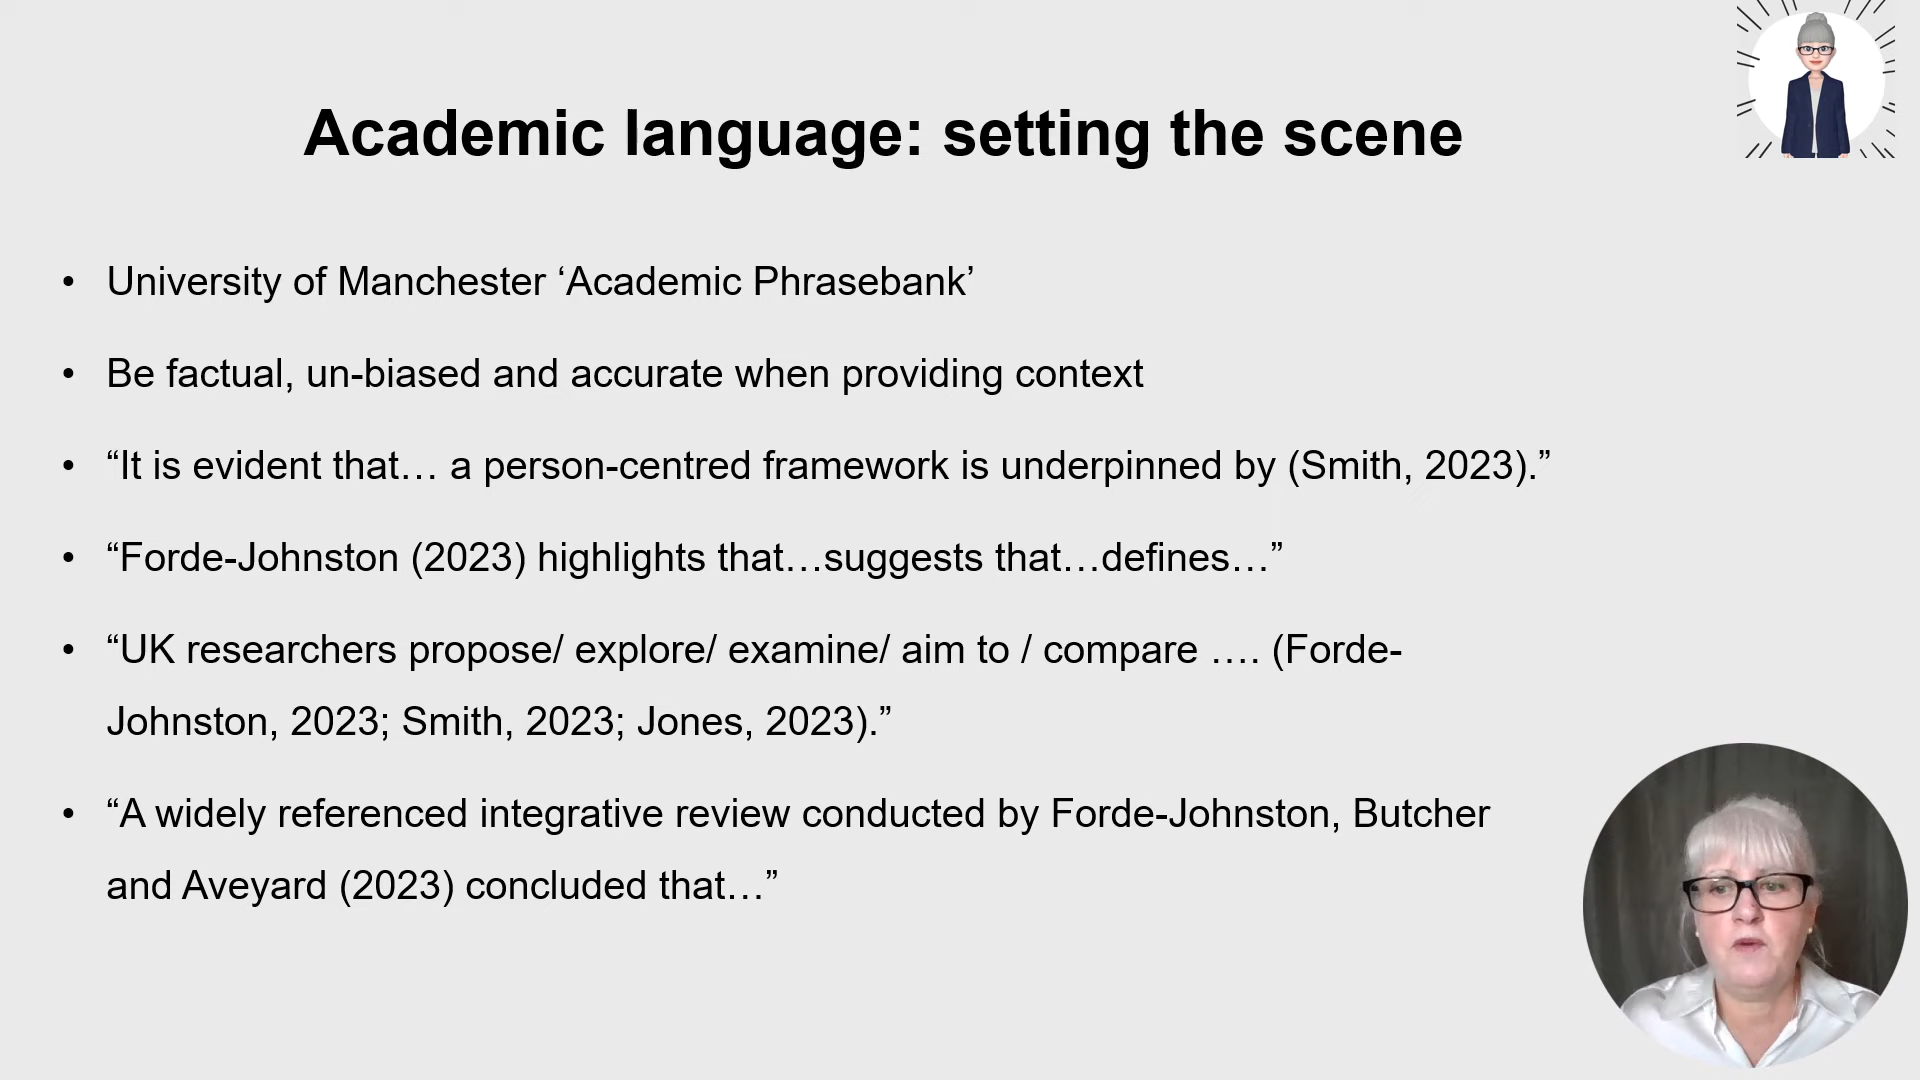 Academic language: setting the scene
• University of Manchester ‘Academic Phrasebank’
• Be factual, un-biased and accurate when providing context
• “It is evident that… a person-centred framework is underpinned by (Smith, 2023).”
• “Forde-Johnston (2023) highlights that…suggests that…defines…”
• “UK researchers propose/ explore/ examine/ aim to / compare …. (Forde-
Johnston, 2023; Smith, 2023; Jones, 2023).”
• “A widely referenced integrative review conducted by Forde-Johnston, Butcher
and Aveyard (2023) concluded that…”